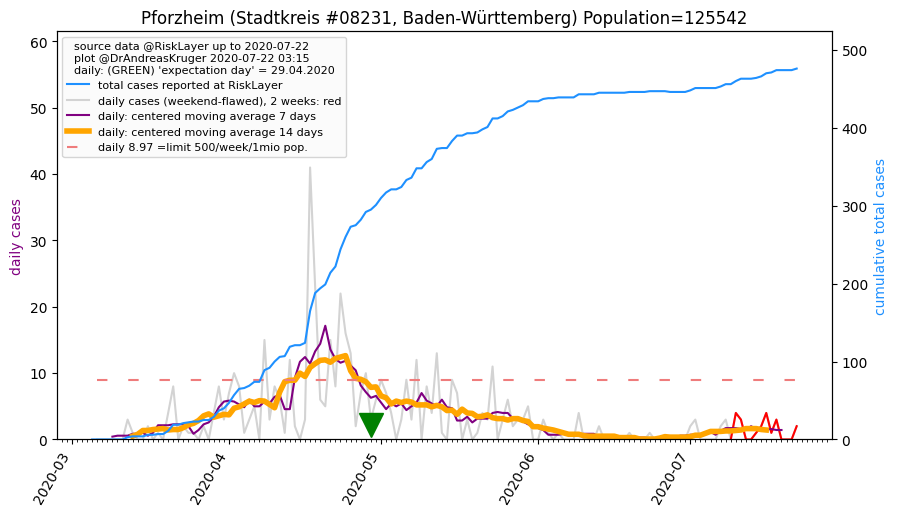 Pforzheim (Stadtkreis #08231, Baden-Württemberg) Population=125542
source data @RiskLayer up to 2020-07-22
plot @DrAndreasKruger 2020-07-22 03:15
daily: (GREEN) 'expectation day' = 29.04.2020
total cases reported at RiskLayer
daily cases (weekend-flawed), 2 weeks: red
daily: centered moving average 7 days
daily: centered moving average 14 days
daily 8.97 =limit 500/week/1mio pop.
daily cases
60
50
40
30
20
10
0
cumulative total cases
500
400
300
200
100
0
2020-03
2020-04
2020-05
2020-06
2020-07